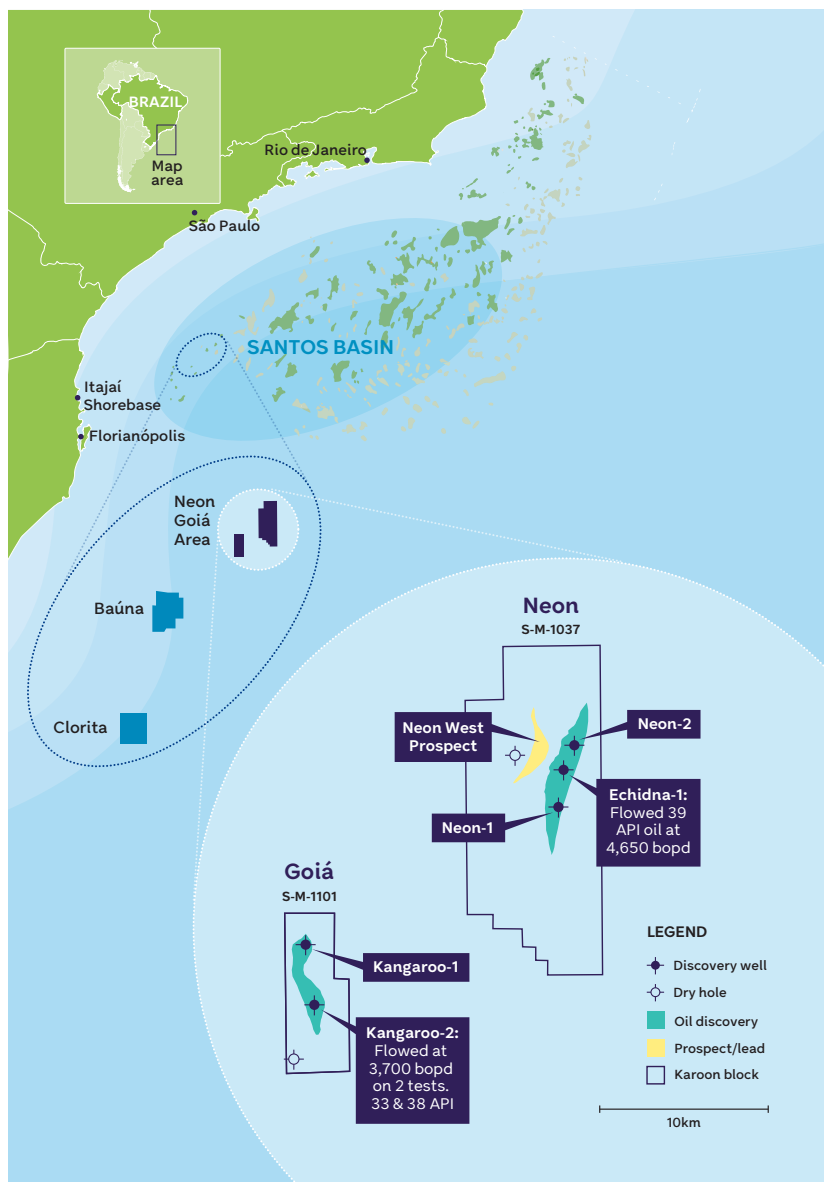 BRAZIL
Map
area
Rio de Janeiro
São Paulo
SANTOS BASIN
Itajaí
Shorebase
Florianópolis
Neon
Goiá
Area
Baúna
Clorita
Neon
S-M-1037
Neon West
Prospect
Neon-2
Echidna-1:
Flowed 39
API oil at
4,650 bopd
Neon-1
Goiá
S-M-1101
Kangaroo-1
Kangaroo-2:
Flowed at
3,700 bopd
on 2 tests.
33 & 38 API
LEGEND
Discovery well
Dry hole
Oil discovery
Prospect/lead
Karoon block
10km